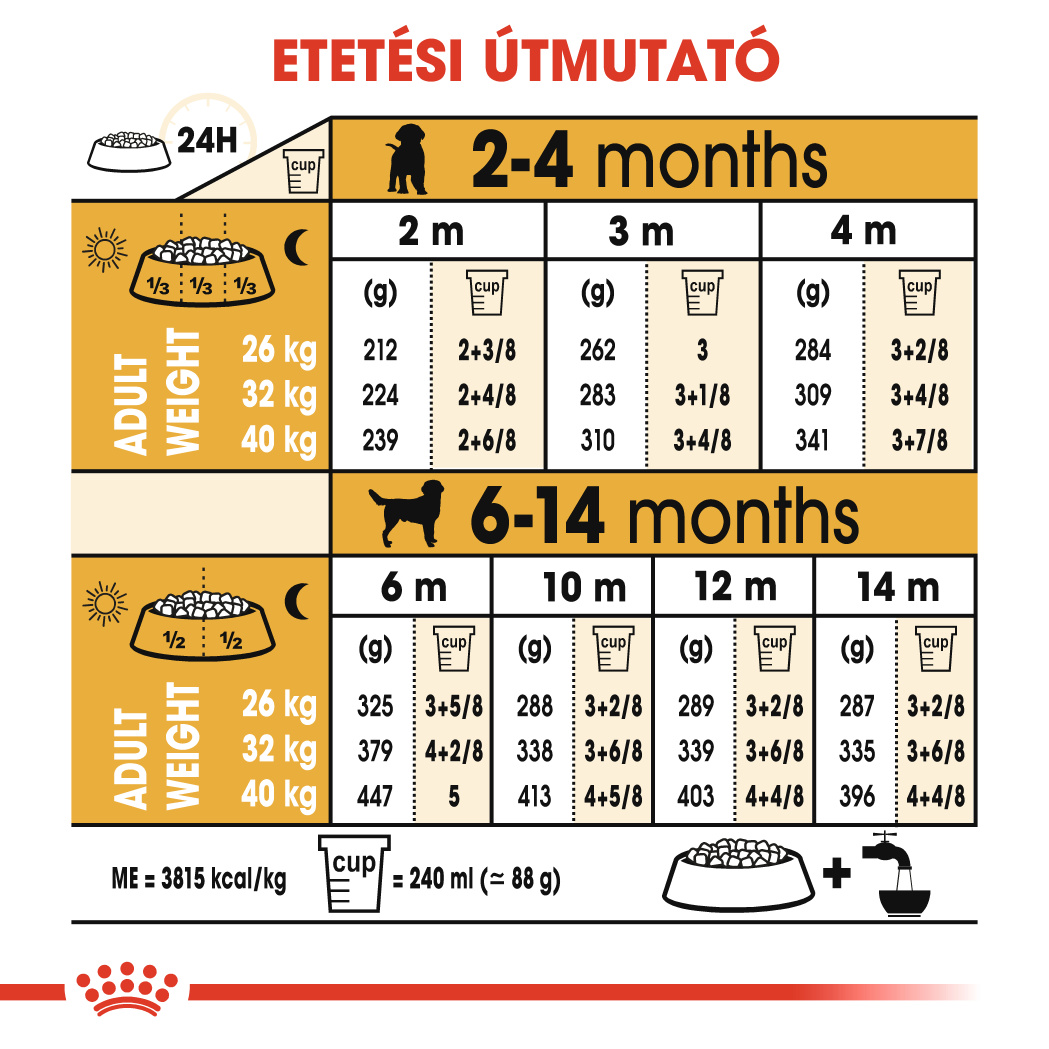 ETETÉSI ÚTMUTATÓ
24H
cup
2-4 months
2 m 3 m 4 m
1/3 1/3 1/3
(g) cup (g) cup (g) cup
ADULT WEIGHT
26 kg 212 2+3/8 262 3 284 3+2/8
32 kg 224 2+4/8 283 3+1/8 309 3+4/8
40 kg 239 2+6/8 310 3+4/8 341 3+7/8
6-14 months
6 m 10 m 12 m 14 m
1/2 1/2
(g) cup (g) cup (g) cup (g) cup
ADULT WEIGHT
26 kg 325 3+5/8 288 3+2/8 289 3+2/8 287 3+2/8
32 kg 379 4+2/8 338 3+6/8 339 3+6/8 335 3+6/8
40 kg 447 5 413 4+5/8 403 4+4/8 396 4+4/8
ME = 3815 kcal/kg cup = 240 ml (≃ 88 g) +